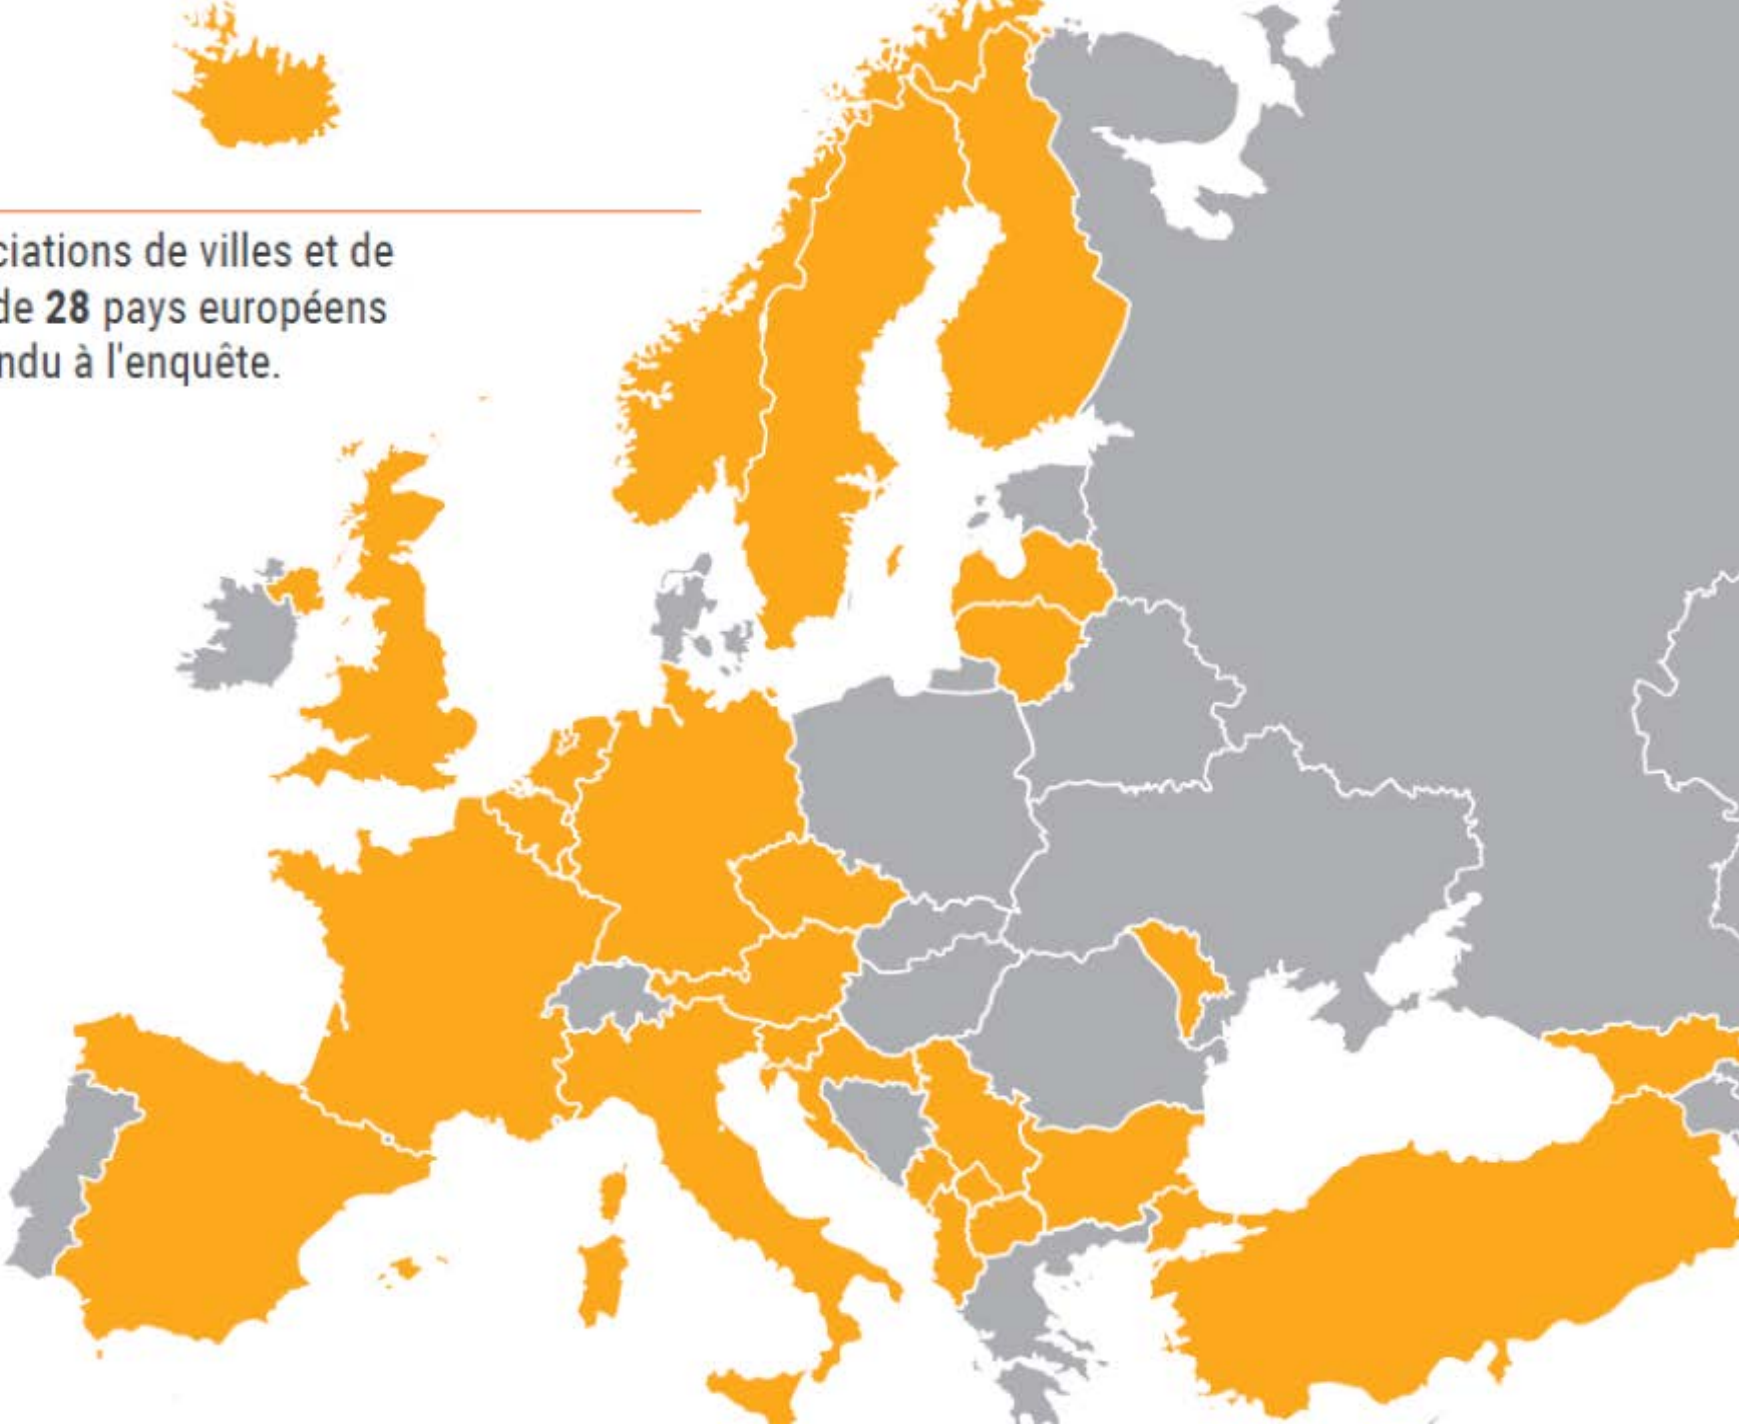 ciations de villes et de
de 28 pays européens
ndu à l'enquête.